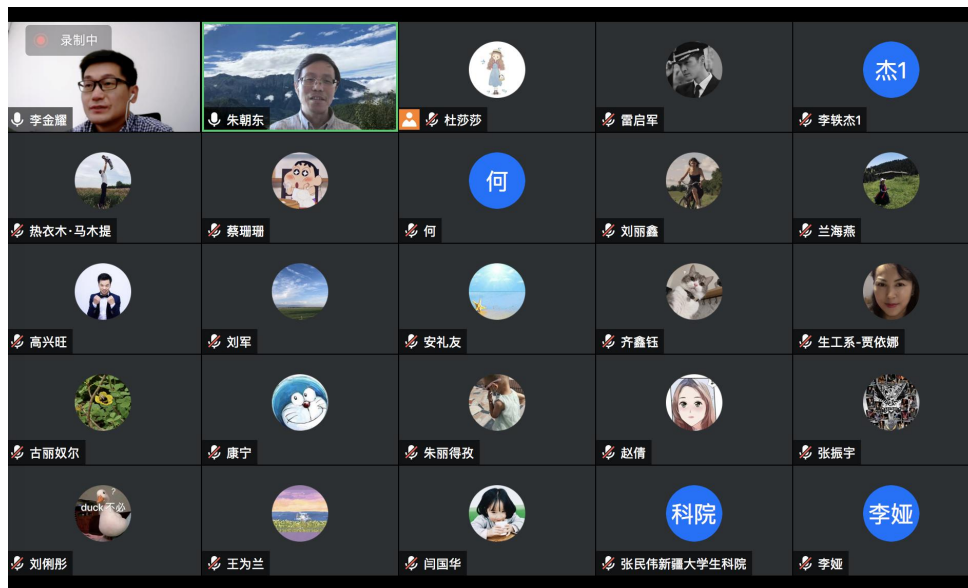 录制中
李金耀
朱朝东
杜莎莎
雷启军
杰1
李轶杰1
热衣木·马木提
蔡珊珊
何
何
刘丽鑫
兰海燕
高兴旺
刘军
安礼友
齐鑫钰
生工系-贾依娜
古丽奴尔
康宁
朱丽得孜
赵倩
张振宇
duck不必
刘俐彤
王为兰
闫国华
科院
张民伟新疆大学生科院
李娅
李娅